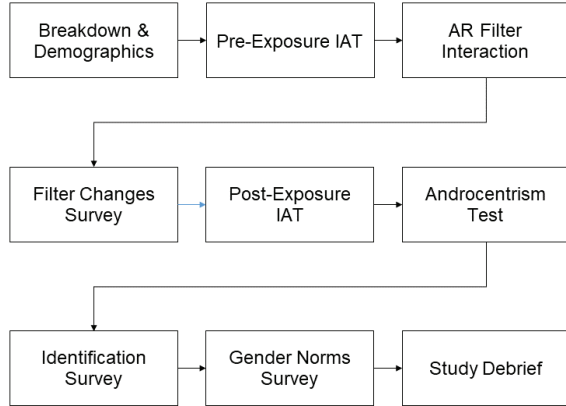 Breakdown &
Demographics
Pre-Exposure IAT
AR Filter
Interaction
Filter Changes
Survey
Post-Exposure
IAT
Androcentrism
Test
Identification
Survey
Gender Norms
Survey
Study Debrief